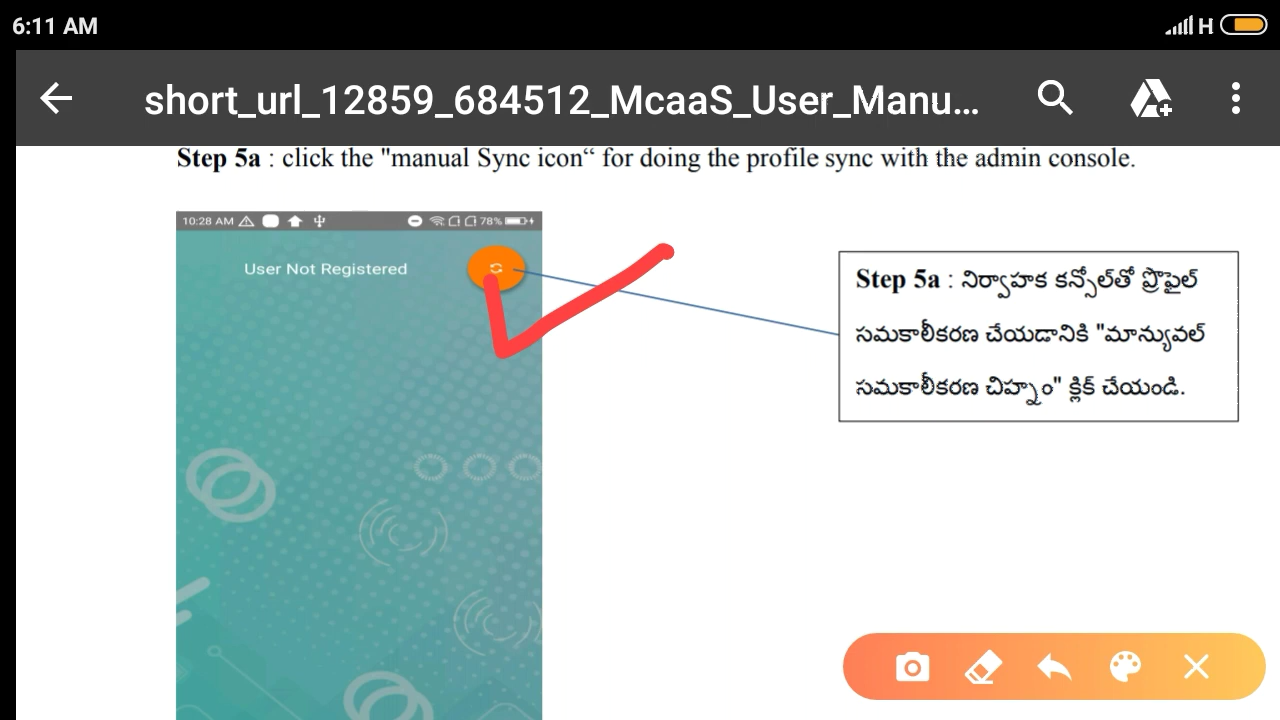 6:11 AM
H
short_url_12859_684512_McaaS_User_Manu...
Step 5a : click the "manual Sync icon“ for doing the profile sync with the admin console.
10:28 AM
78%
User Not Registered
Step 5a : నిర్వాహక కన్సోల్‌తో ప్రొఫైల్
సమకాలీకరణ చేయడానికి "మాన్యువల్
సమకాలీకరణ చిహ్నం" క్లిక్ చేయండి.